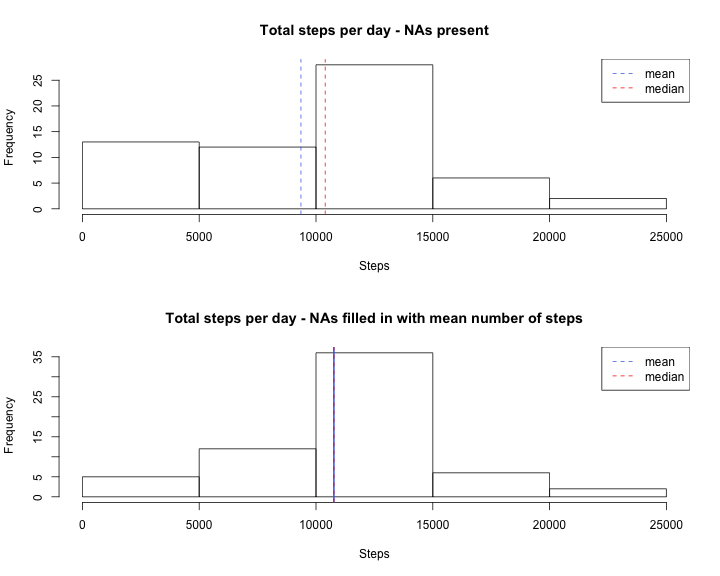 Total steps per day - NAs present
mean
median
Frequency
25
20
15
10
5
0
0 5000 10000 15000 20000 25000
Steps
Total steps per day - NAs filled in with mean number of steps
mean
median
Frequency
35
25
15
5
0
0 5000 10000 15000 20000 25000
Steps